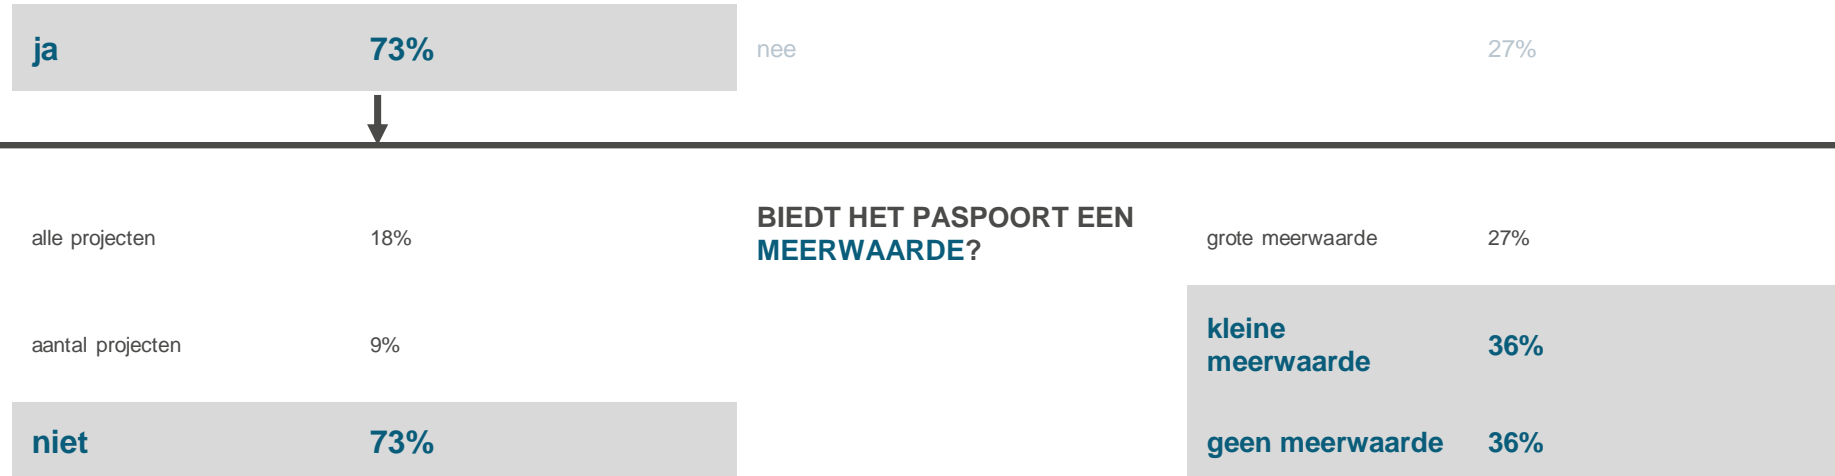 ja 73% nee 27%
BIEDT HET PASPOORT EEN
MEERWAARDE?
alle projecten 18% grote meerwaarde 27%
aantal projecten 9% kleine
meerwaarde 36%
niet 73% geen meerwaarde 36%